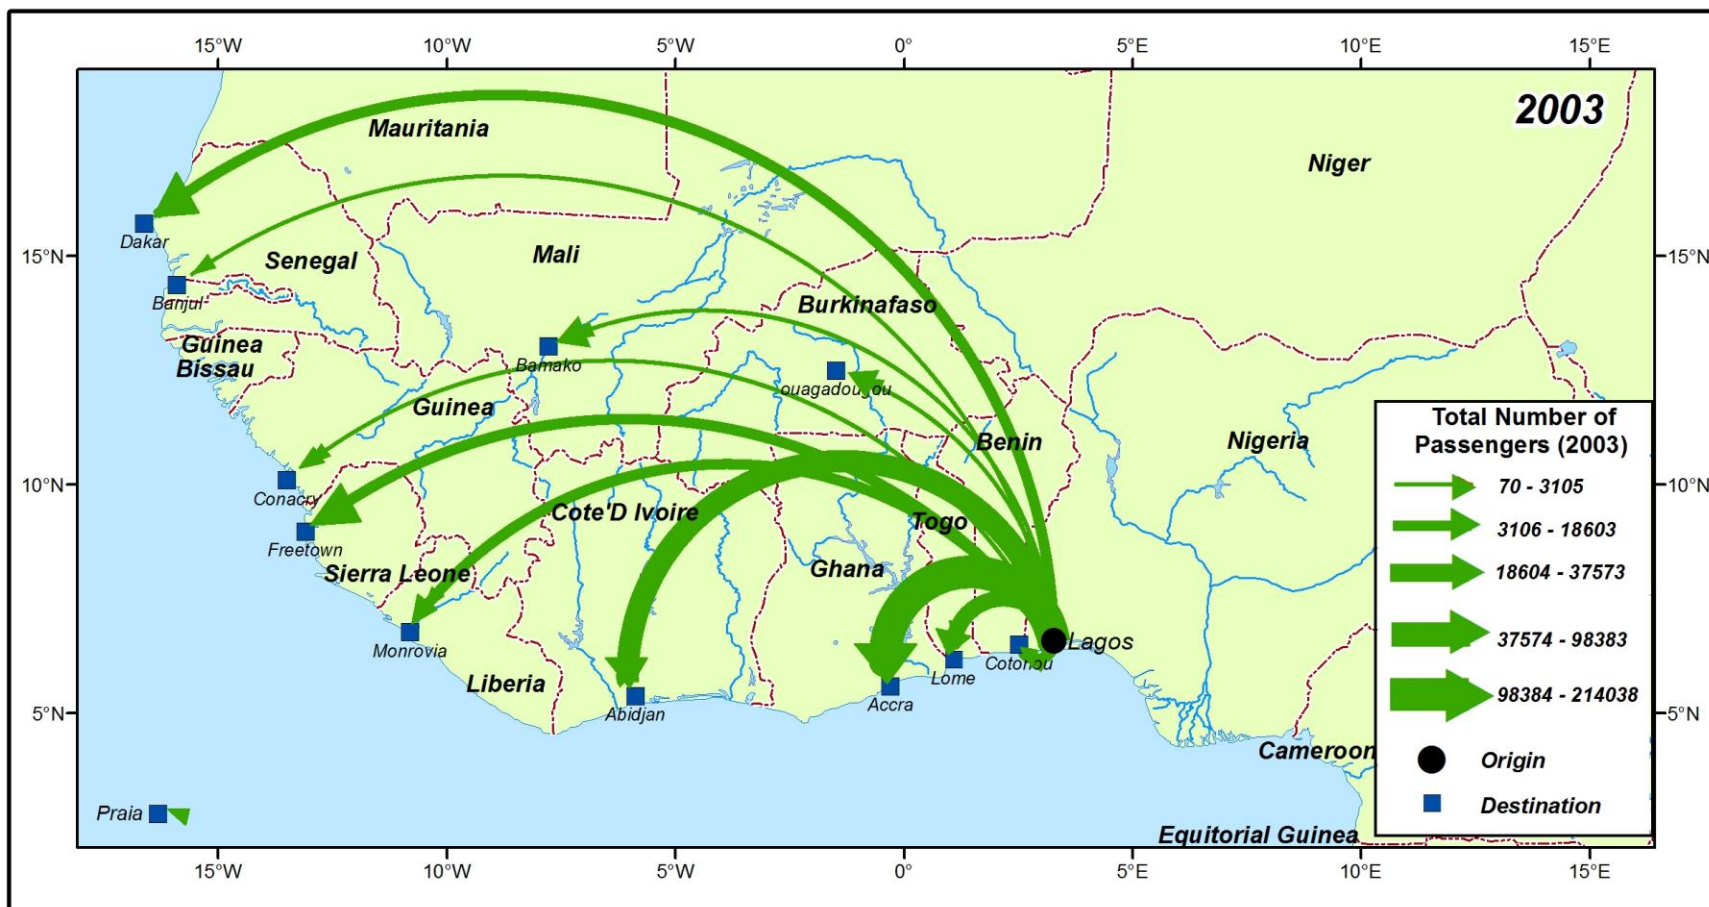 15°W 10°W 5°W 0° 5°E 10°E 15°E
2003
Mauritania
Niger
Dakar
15°N
15°N
Senegal
Mali
Banjul
Burkinafaso
Guinea
Bissau
Bamako
ouagadougou
Guinea
Benin
Nigeria
Total Number of
Passengers (2003)
70 - 3105
3106 - 18603
18604 - 37573
37574 - 98383
98384 - 214038
Origin
Destination
10°N
10°N
Conacry
Cote'D Ivoire
Togo
Freetown
Sierra Leone
Ghana
Monrovia
Lagos
Cotonou
Lome
Liberia
Accra
Abidjan
5°N
5°N
Cameroon
Praia
Equitorial Guinea
15°W 10°W 5°W 0° 5°E 10°E 15°E